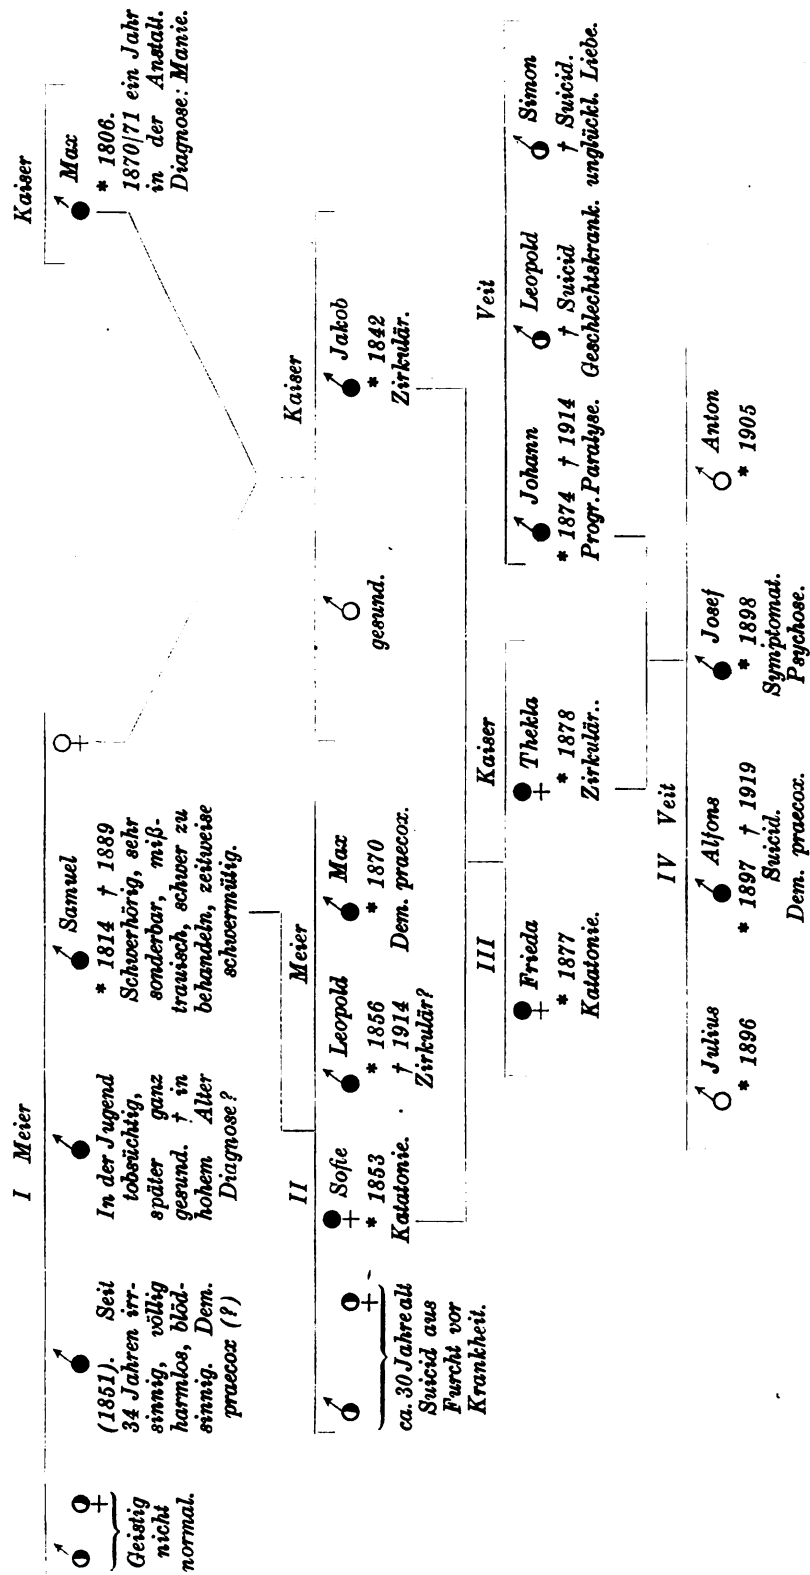 I Meier
Kaiser
Geistig
nicht
normal.
(1851). Seit
34 Jahren irr-
sinnig, völlig
harmlos, blöd-
sinnig. Dem.
praecox (?)
In der Jugend
tobsüchtig,
später ganz
gesund. † in
hohem Alter
Diagnose?
Samuel
* 1814 † 1889
Schwerhörig, sehr
sonderbar, miß-
trauisch, schwer zu
behandeln, zeitweise
schwermütig.
Max
* 1806.
1870/71 ein Jahr
in der Anstalt.
Diagnose: Manie.
II
Meier
Kaiser
ca. 30 Jahre alt
Suicid aus
Furcht vor
Krankheit.
Sofie
* 1853
Katatonie.
Leopold
* 1856
† 1914
Zirkulär?
Max
* 1870
Dem. praecox.
gesund.
Jakob
* 1842
Zirkulär.
III
Kaiser
Veit
Frieda
* 1877
Katatonie.
Thekla
* 1878
Zirkulär..
Johann
* 1874 † 1914
Progr. Paralyse.
Leopold
† Suicid
Geschlechtskrank.
Simon
† Suicid.
unglückl. Liebe.
IV Veit
Julius
* 1896
Alfons
* 1897 † 1919
Suicid.
Dem. praecox.
Josef
* 1898
Symptomat.
Psychose.
Anton
* 1905